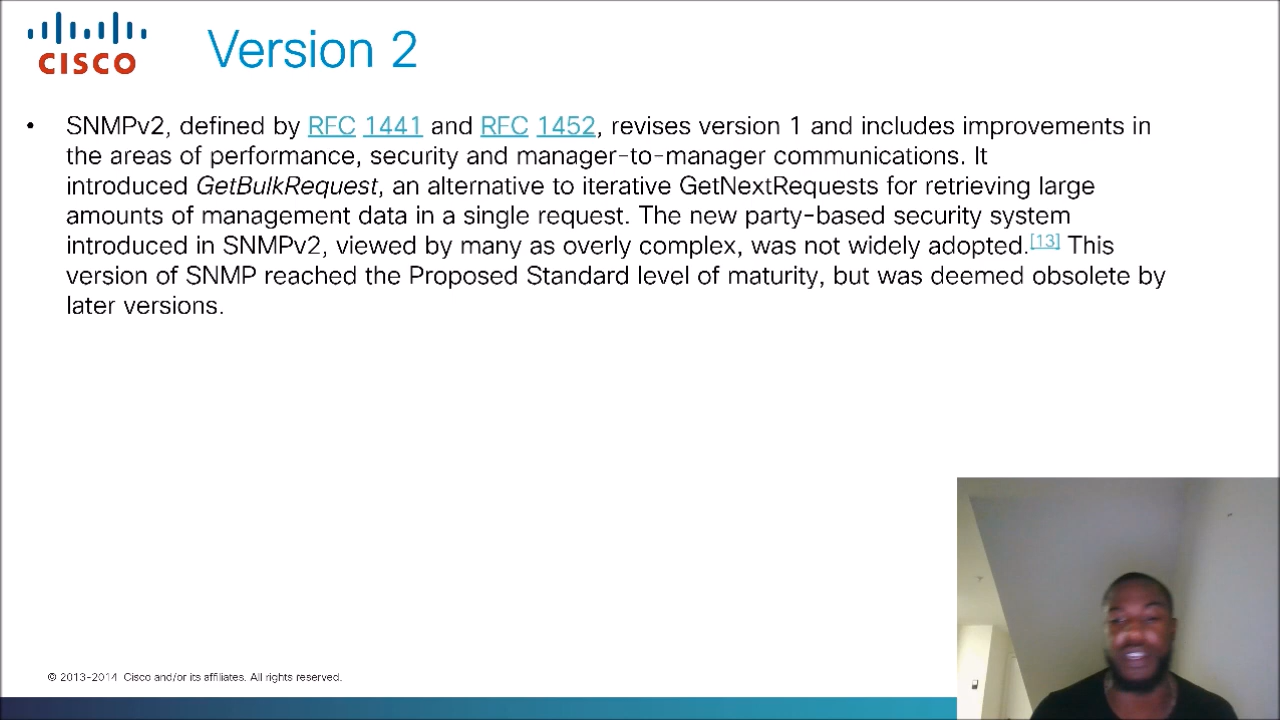 CISCO
Version 2
• SNMPv2, defined by RFC 1441 and RFC 1452, revises version 1 and includes improvements in
the areas of performance, security and manager-to-manager communications. It
introduced GetBulkRequest, an alternative to iterative GetNextRequests for retrieving large
amounts of management data in a single request. The new party-based security system
introduced in SNMPv2, viewed by many as overly complex, was not widely adopted.[13] This
version of SNMP reached the Proposed Standard level of maturity, but was deemed obsolete by
later versions.
© 2013-2014 Cisco and/or its affiliates. All rights reserved.